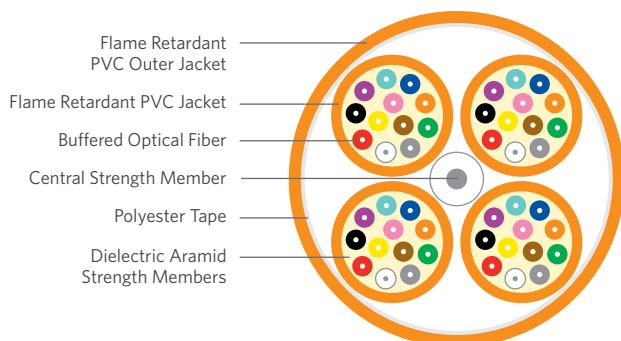 Flame Retardant
PVC Outer Jacket
Flame Retardant PVC Jacket
Buffered Optical Fiber
Central Strength Member
Polyester Tape
Dielectric Aramid
Strength Members